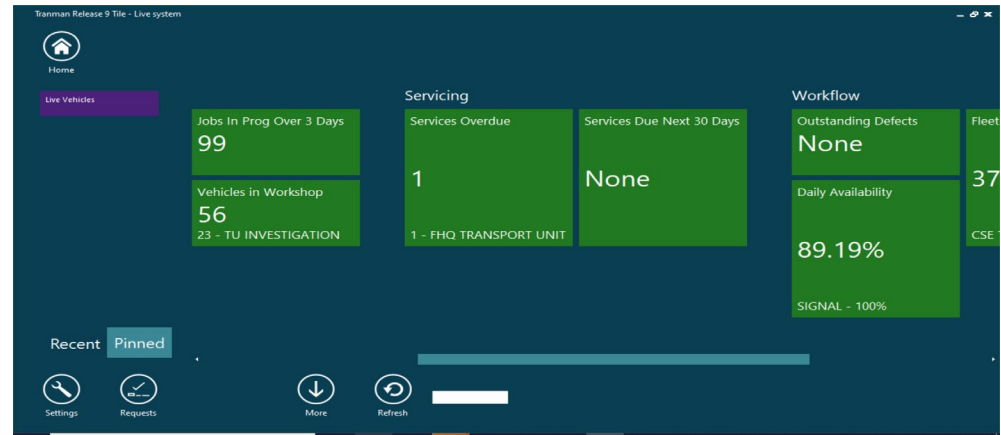 Tranman Release 9 Tile - Live system
Home
Live Vehicles
Jobs In Prog Over 3 Days
99
Vehicles in Workshop
56
23 - TU INVESTIGATION
Servicing
Services Overdue
1
1 - FHQ TRANSPORT UNIT
Services Due Next 30 Days
None
Workflow
Outstanding Defects
None
Daily Availability
89.19%
SIGNAL - 100%
Fleet
37
CSE
Recent Pinned
Settings
Requests
More
Refresh